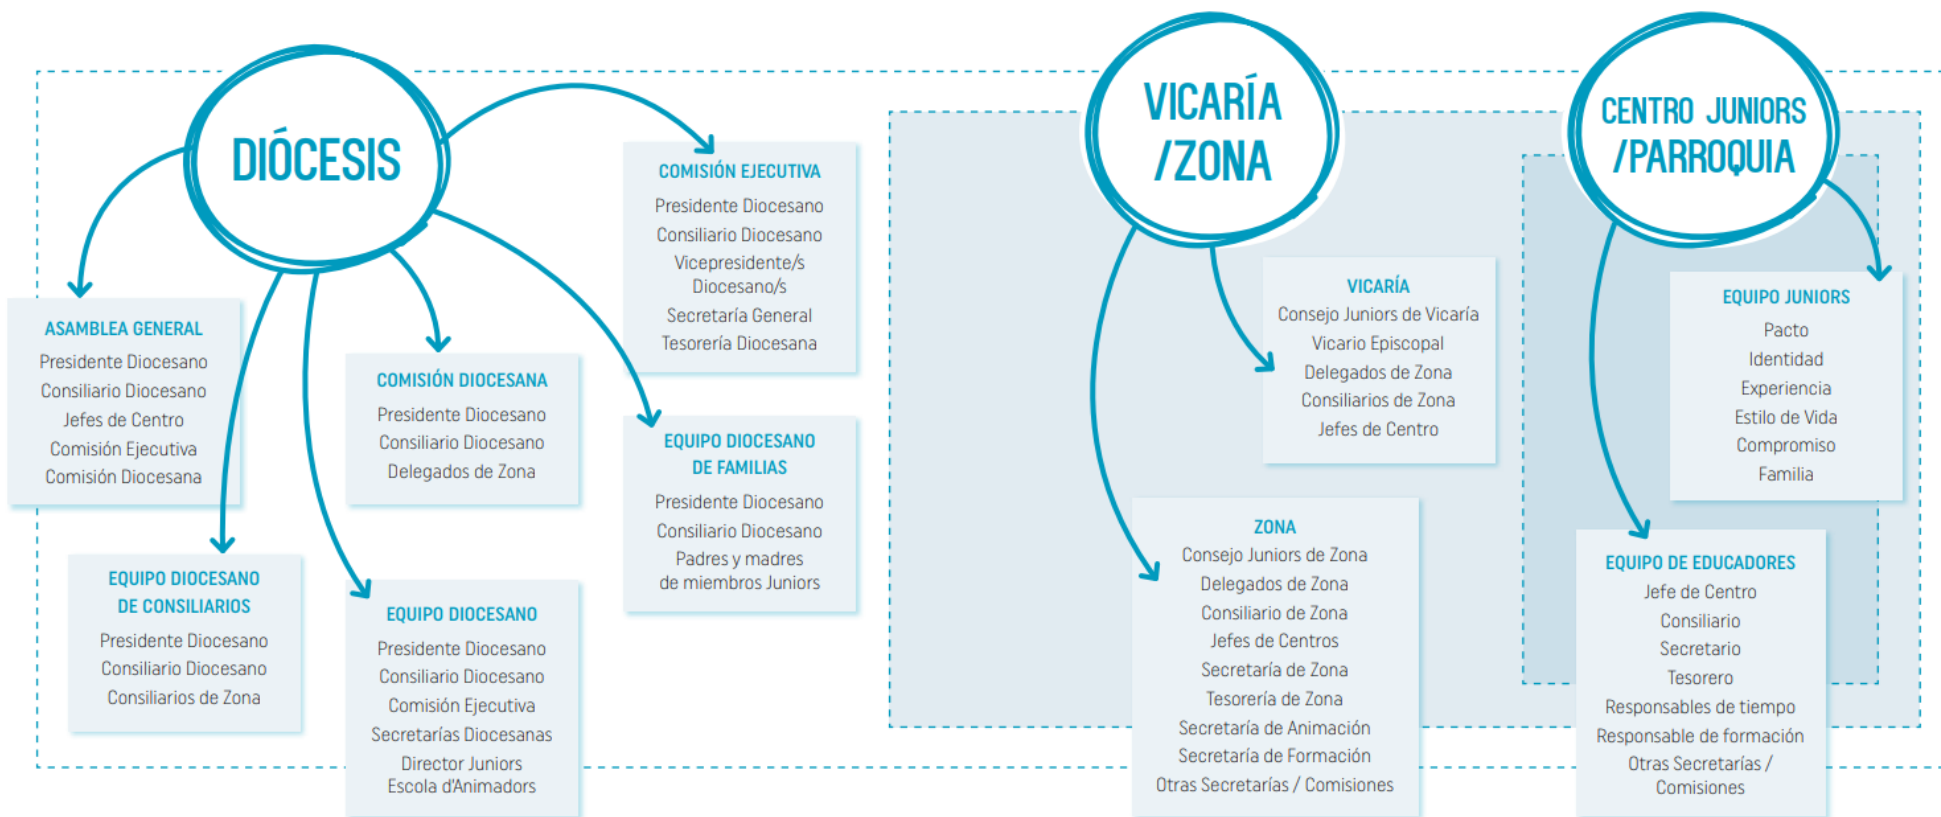 DIÓCESIS
ASAMBLEA GENERAL
Presidente Diocesano
Consiliario Diocesano
Jefes de Centro
Comisión Ejecutiva
Comisión Diocesana
EQUIPO DIOCESANO
DE CONSILIARIOS
Presidente Diocesano
Consiliario Diocesano
Consiliarios de Zona
EQUIPO DIOCESANO
Presidente Diocesano
Consiliario Diocesano
Comisión Ejecutiva
Secretarías Diocesanas
Director Juniors
Escola d'Animadors
COMISIÓN DIOCESANA
Presidente Diocesano
Consiliario Diocesano
Delegados de Zona
EQUIPO DIOCESANO
DE FAMILIAS
Presidente Diocesano
Consiliario Diocesano
Padres y madres
de miembros Juniors
COMISIÓN EJECUTIVA
Presidente Diocesano
Consiliario Diocesano
Vicepresidente/s
Diocesano/s
Secretaría General
Tesorería Diocesana
VICARÍA
/ZONA
VICARÍA
Consejo Juniors de Vicaría
Vicario Episcopal
Delegados de Zona
Consiliarios de Zona
Jefes de Centro
ZONA
Consejo Juniors de Zona
Delegados de Zona
Consiliario de Zona
Jefes de Centros
Secretaría de Zona
Tesorería de Zona
Secretaría de Animación
Secretaría de Formación
Otras Secretarías / Comisiones
CENTRO JUNIORS
/PARROQUIA
EQUIPO JUNIORS
Pacto
Identidad
Experiencia
Estilo de Vida
Compromiso
Familia
EQUIPO DE EDUCADORES
Jefe de Centro
Consiliario
Secretario
Tesorero
Responsables de tiempo
Responsable de formación
Otras Secretarías /
Comisiones